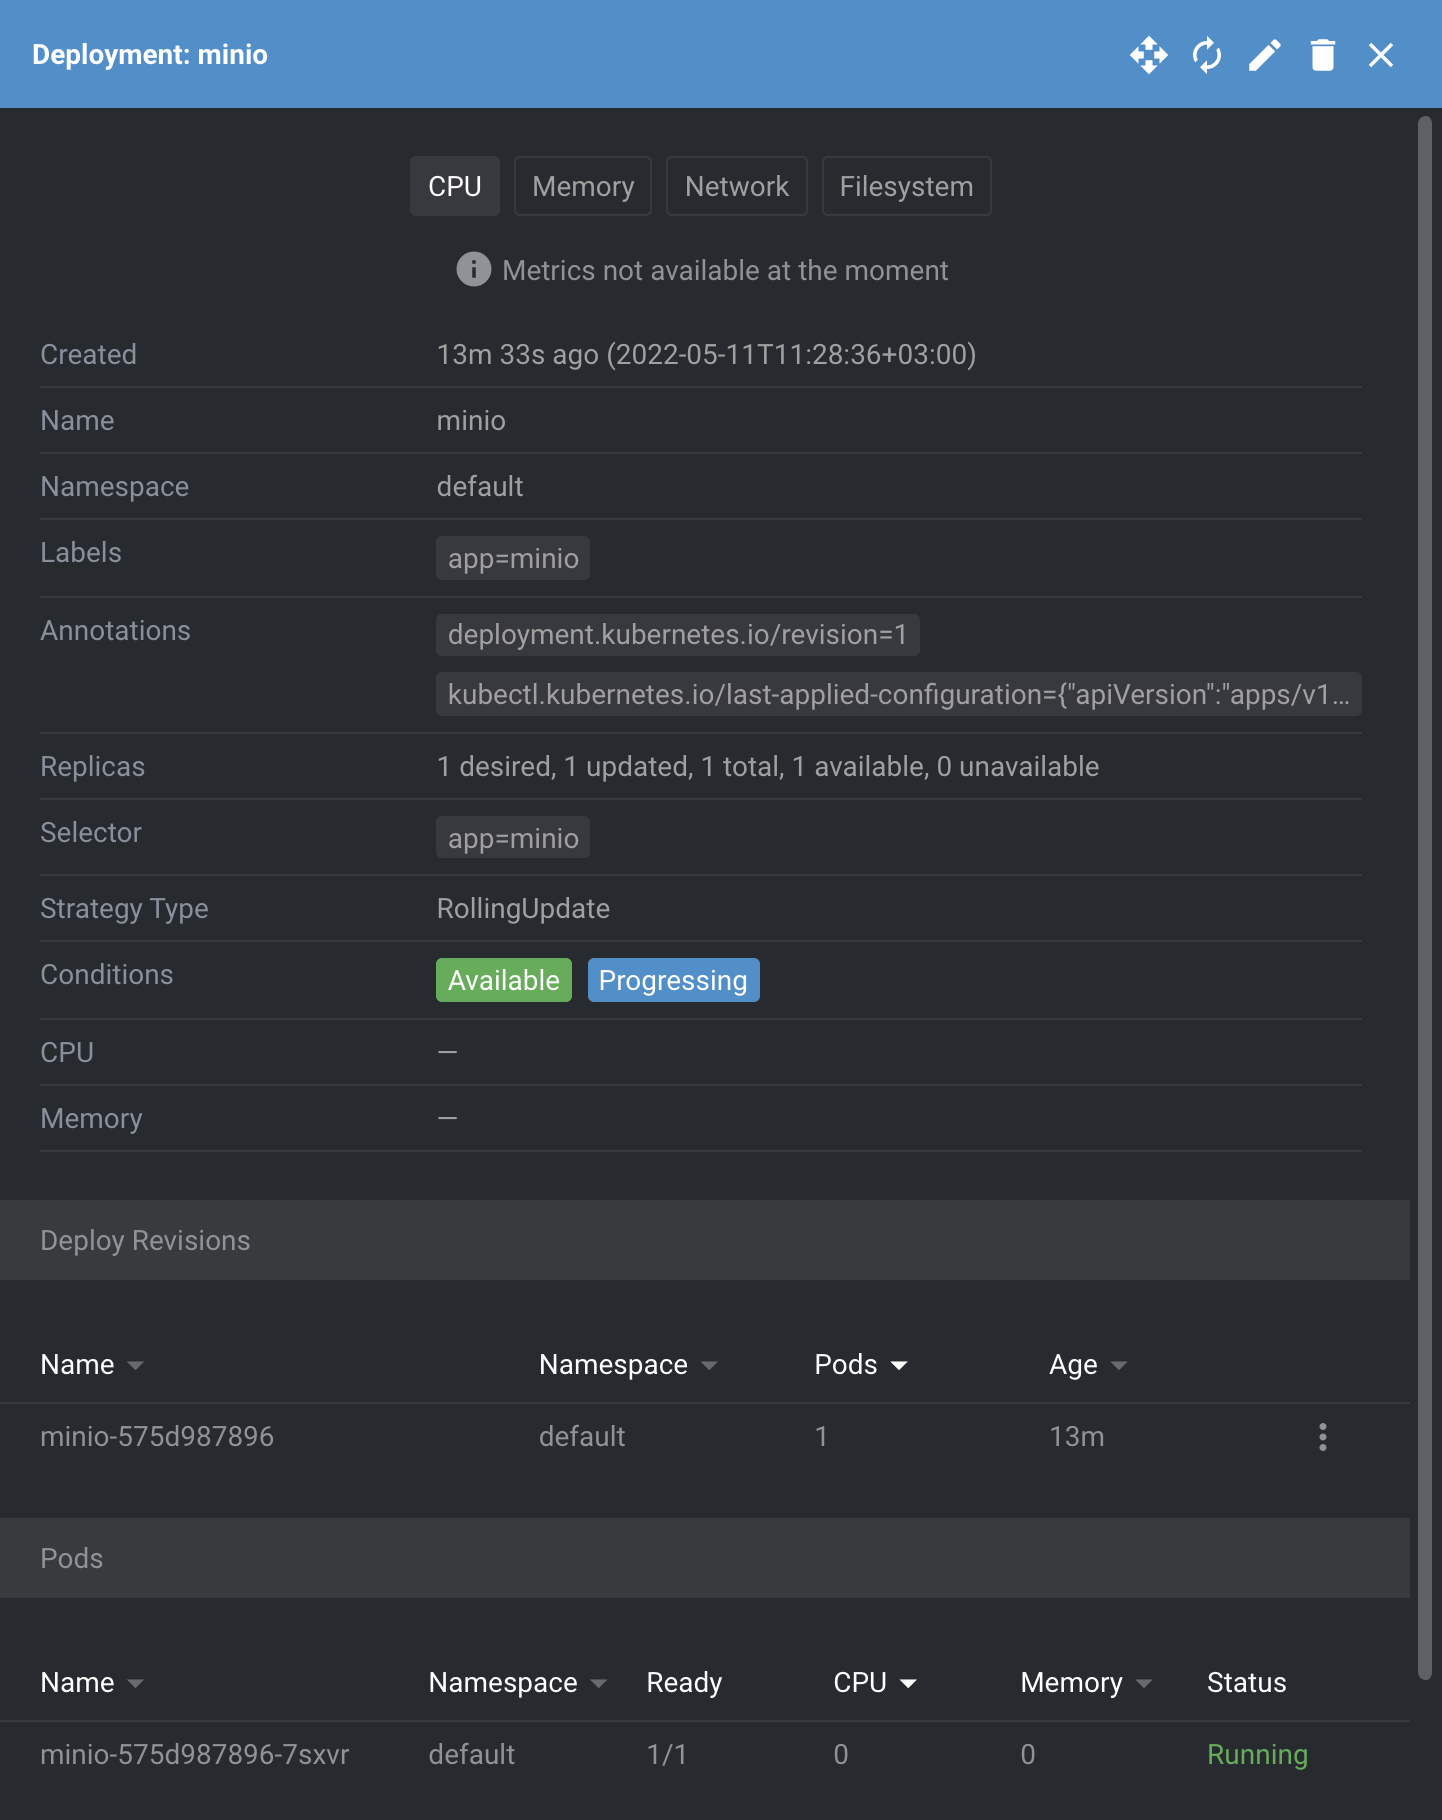 Deployment: minio
CPU Memory Network Filesystem
Metrics not available at the moment
Created 13m 33s ago (2022-05-11T11:28:36+03:00)
Name minio
Namespace default
Labels app=minio
Annotations deployment.kubernetes.io/revision=1
kubectl.kubernetes.io/last-applied-configuration={"apiVersion":"apps/v1...
Replicas 1 desired, 1 updated, 1 total, 1 available, 0 unavailable
Selector app=minio
Strategy Type RollingUpdate
Conditions Available Progressing
CPU —
Memory —
Deploy Revisions
Name Namespace Pods Age
minio-575d987896 default 1 13m
Pods
Name Namespace Ready CPU Memory Status
minio-575d987896-7sxvr default 1/1 0 0 Running